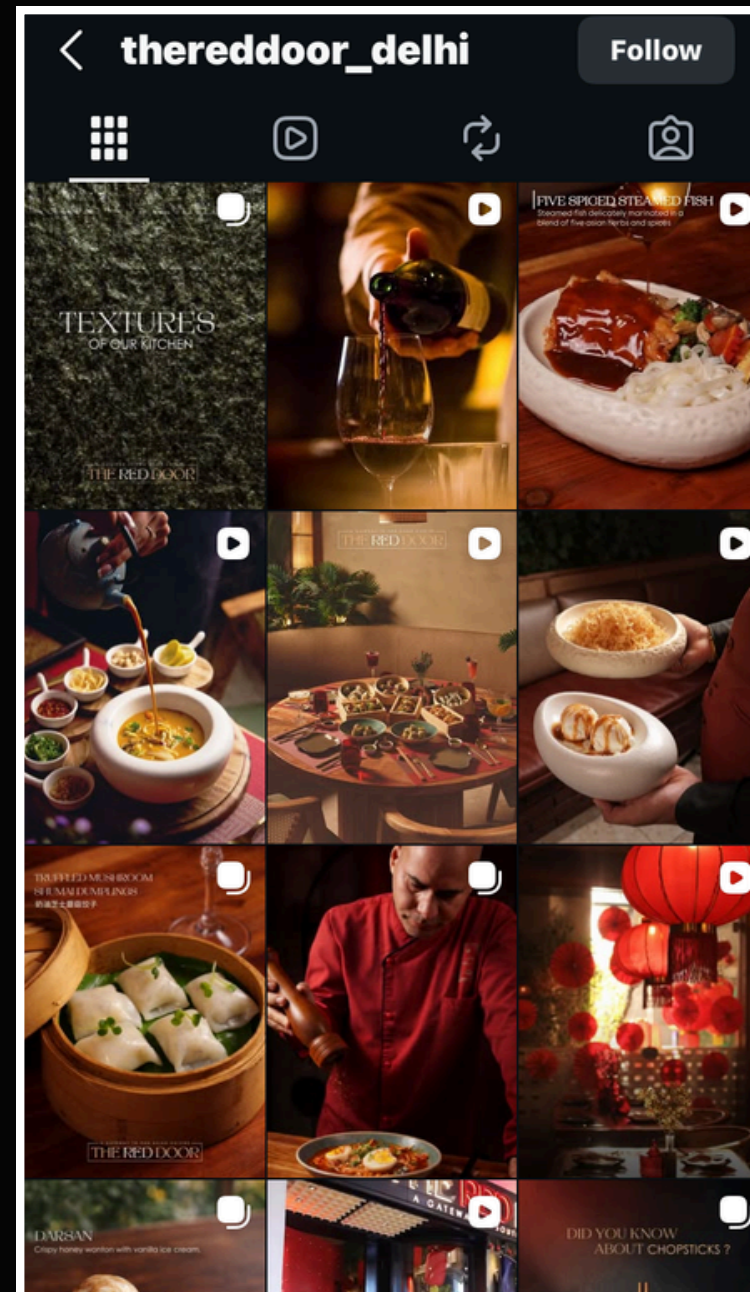 thereddoor_delhi
Follow
TEXTURES
OF OUR KITCHEN
THE RED DOOR
FIVE SPICED STEAMED FISH
Steamed fish delicately marinated in a
blend of five asian herbs and spices
THE RED DOOR
TRUFFLED MUSHROOM
SHUMAI DUMPLINGS
THE RED DOOR
DARSAN
Crispy honey wonton with vanilla ice cream.
A GATEWAY
DID YOU KNOW
ABOUT CHOPSTICKS ?